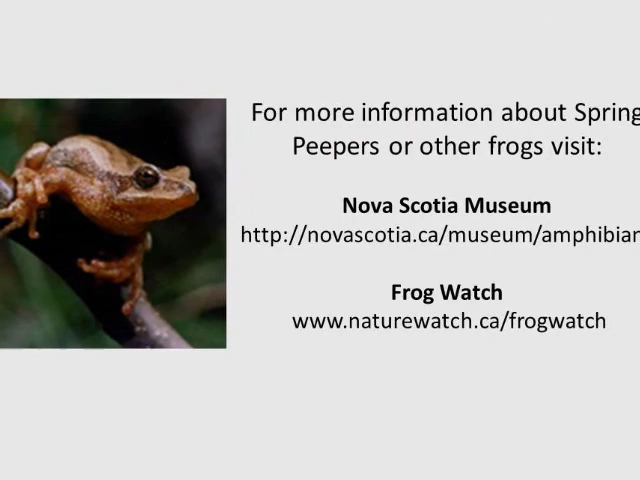 For more information about Spring
Peepers or other frogs visit:
Nova Scotia Museum
http://novascotia.ca/museum/amphibian
Frog Watch
www.naturewatch.ca/frogwatch